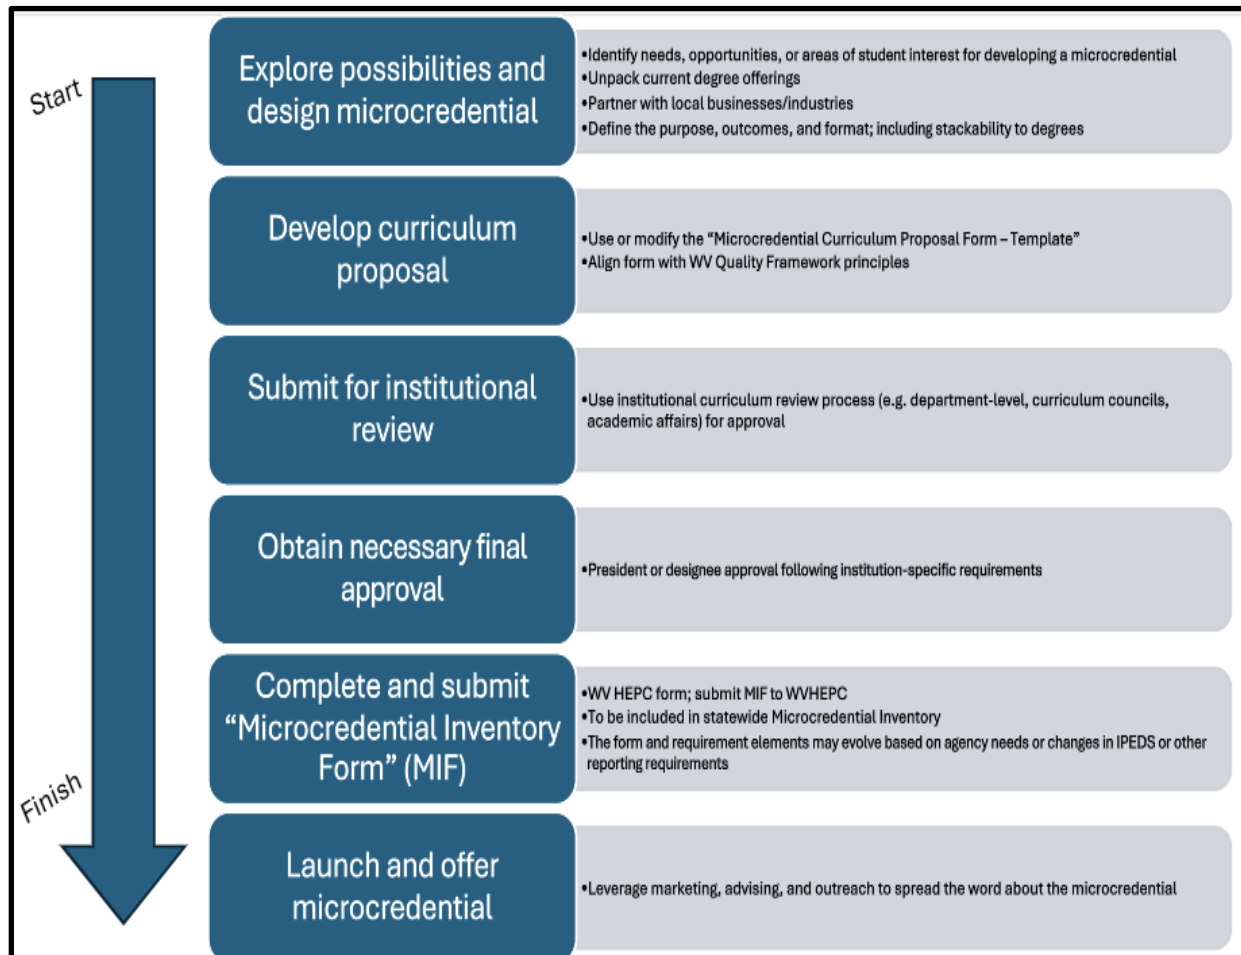 Start
Explore possibilities and
design microcredential
•Identify needs, opportunities, or areas of student interest for developing a microcredential
•Unpack current degree offerings
•Partner with local businesses/industries
•Define the purpose, outcomes, and format; including stackability to degrees
Develop curriculum
proposal
•Use or modify the “Microcredential Curriculum Proposal Form – Template”
•Align form with WV Quality Framework principles
Submit for institutional
review
•Use institutional curriculum review process (e.g. department-level, curriculum councils,
academic affairs) for approval
Obtain necessary final
approval
•President or designee approval following institution-specific requirements
Complete and submit
“Microcredential Inventory
Form” (MIF)
•WV HEPC form; submit MIF to WVHEPC
•To be included in statewide Microcredential Inventory
•The form and requirement elements may evolve based on agency needs or changes in IPEDS or other
reporting requirements
Finish
Launch and offer
microcredential
•Leverage marketing, advising, and outreach to spread the word about the microcredential